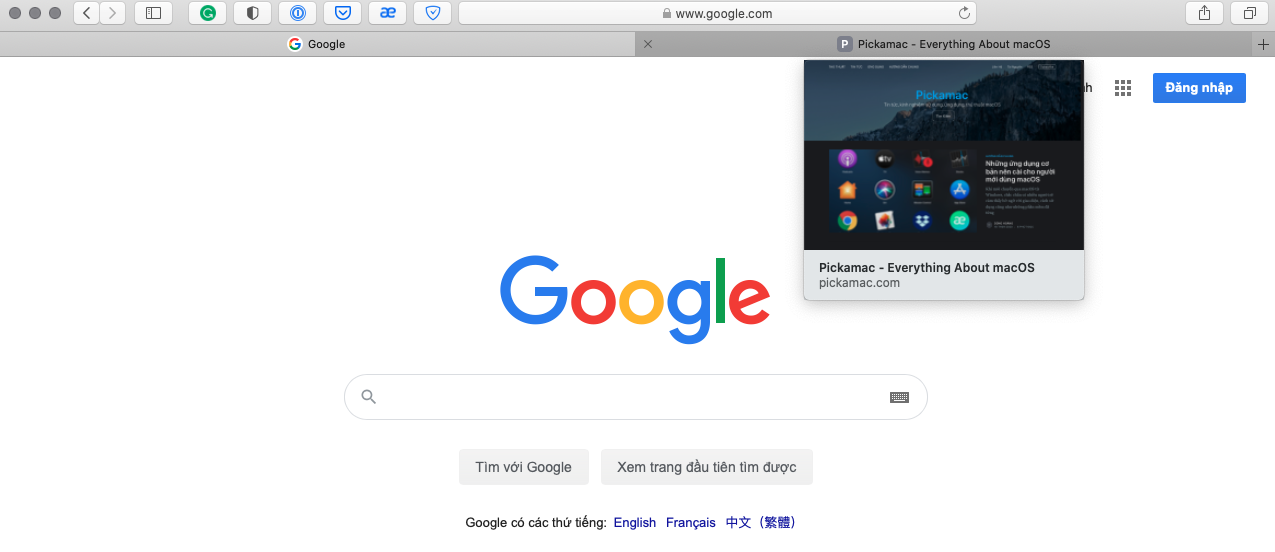 www.google.com
Google
Pickamac - Everything About macOS
Pickamac
Những ứng dụng cơ
bản nên cài cho người
mới dùng macOS
Pickamac - Everything About macOS
pickamac.com
Đăng nhập
Google
Tìm với Google
Xem trang đầu tiên tìm được
Google có các thứ tiếng: English Français 中文（繁體）